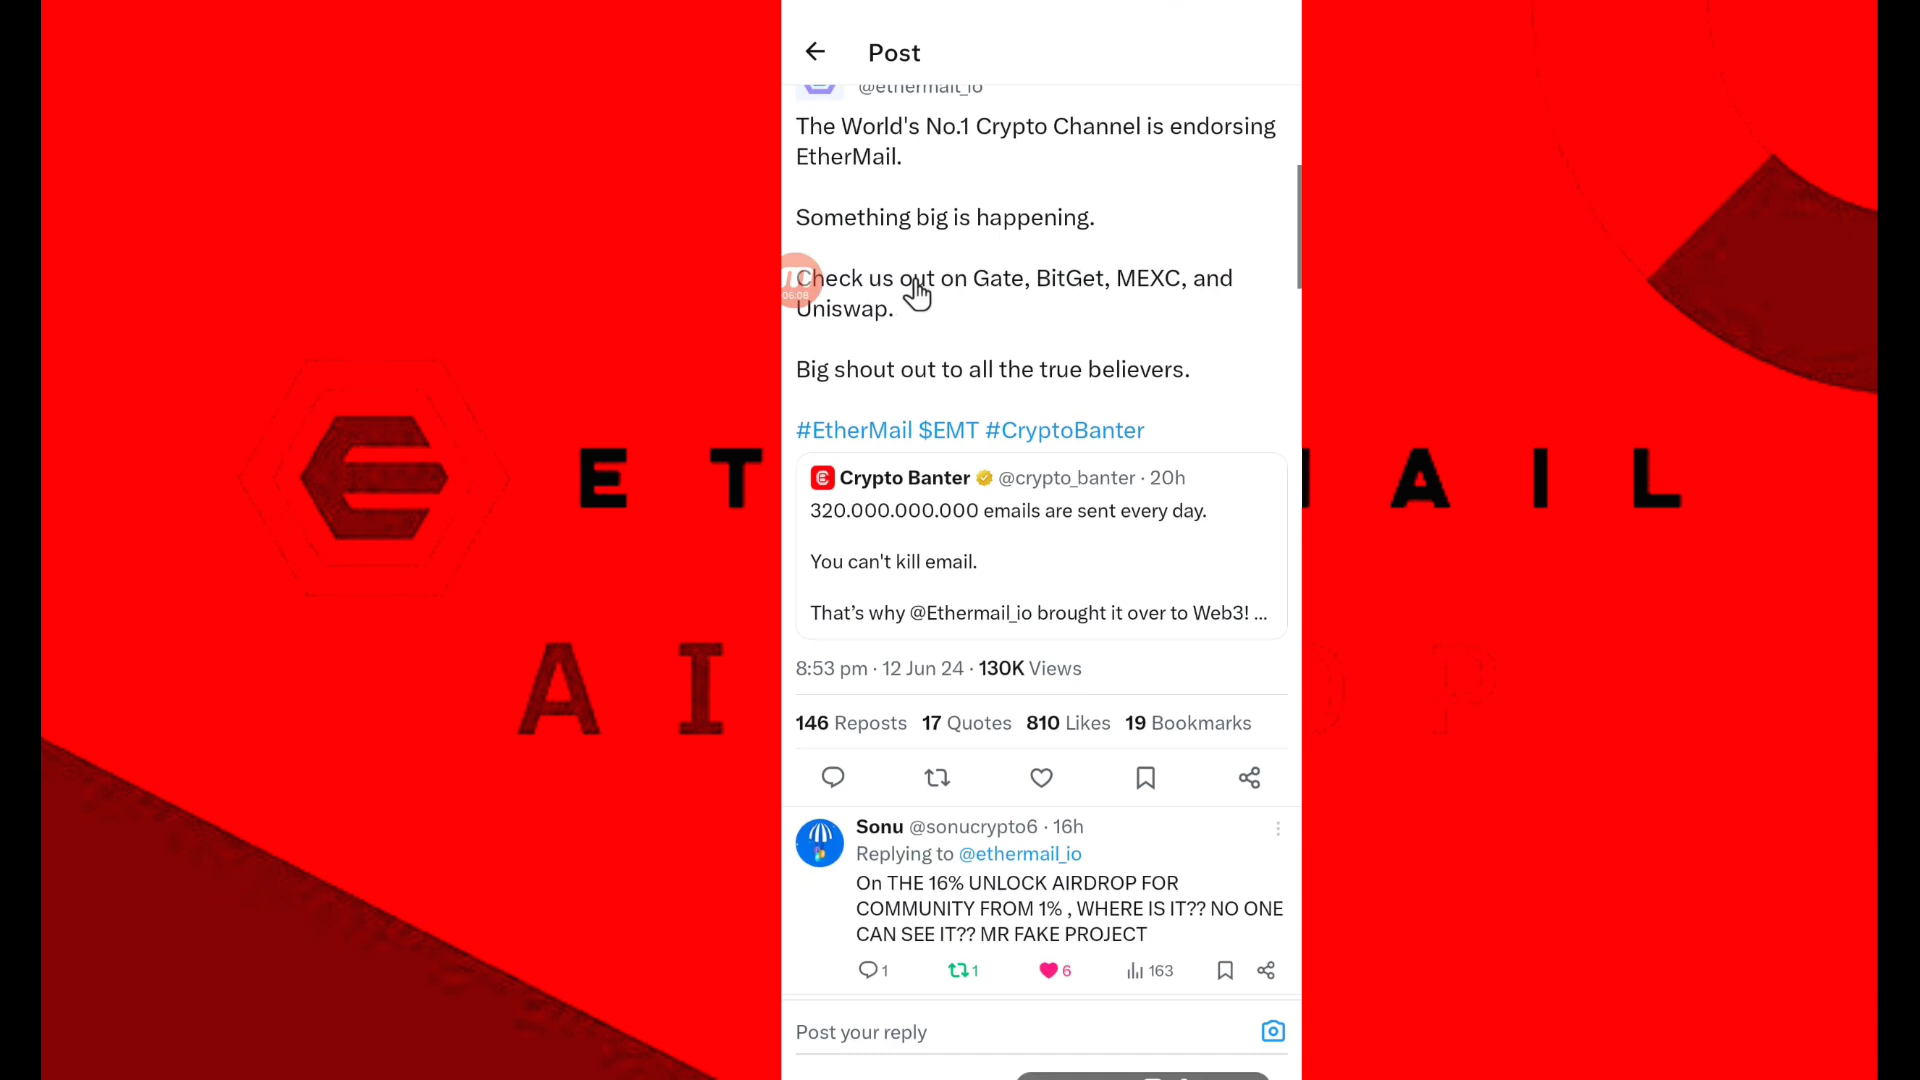 Post
@ethermail_io
The World's No.1 Crypto Channel is endorsing
EtherMail.
Something big is happening.
Check us out on Gate, BitGet, MEXC, and
Uniswap.
06:08
Big shout out to all the true believers.
#EtherMail $EMT #CryptoBanter
Crypto Banter @crypto_banter · 20h
320.000.000.000 emails are sent every day.
You can't kill email.
That's why @Ethermail_io brought it over to Web3! ...
8:53 pm · 12 Jun 24 · 130K Views
146 Reposts 17 Quotes 810 Likes 19 Bookmarks
Sonu @sonucrypto6 · 16h
Replying to @ethermail_io
On THE 16% UNLOCK AIRDROP FOR
COMMUNITY FROM 1% , WHERE IS IT?? NO ONE
CAN SEE IT?? MR FAKE PROJECT
1 1 6 163
Post your reply
E T A I L
A I P